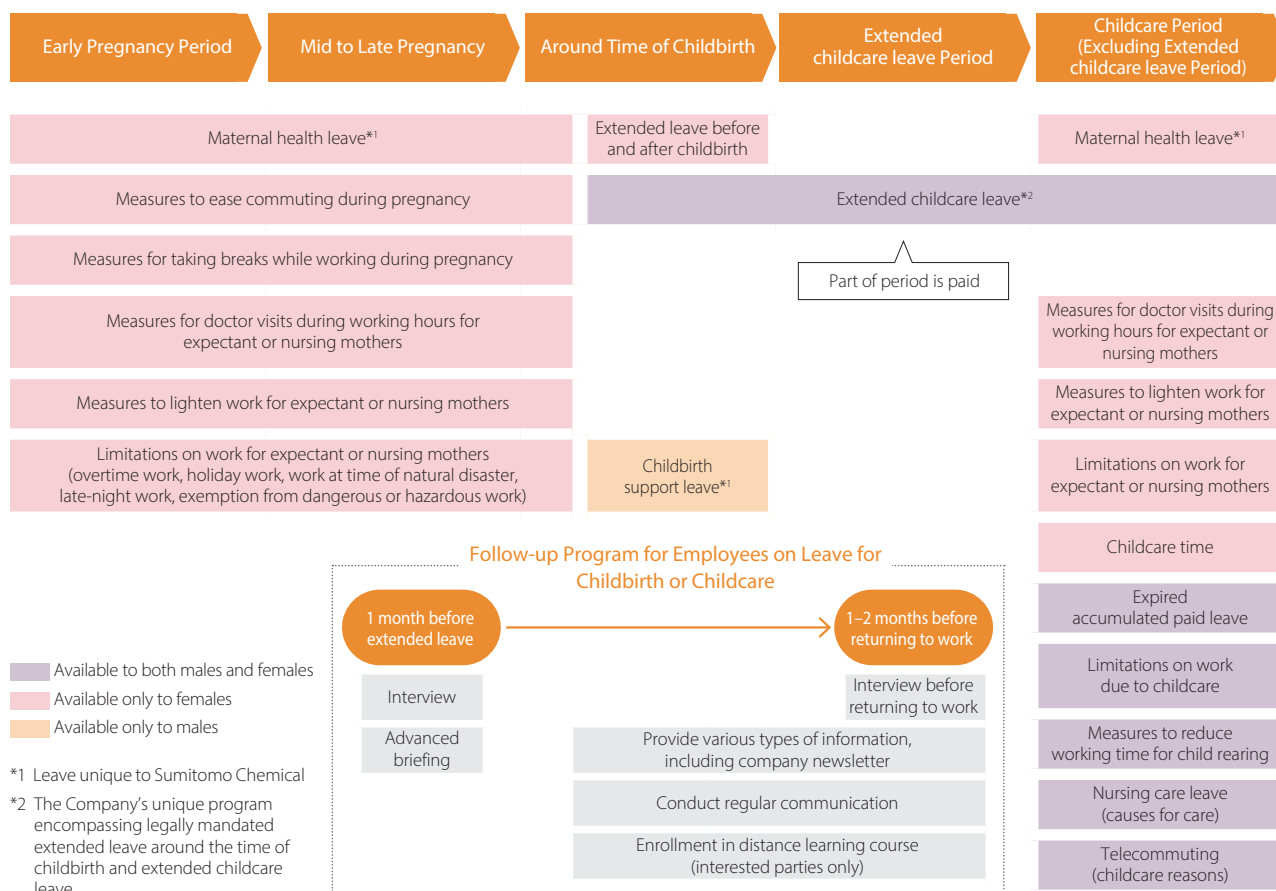 Early Pregnancy Period
Mid to Late Pregnancy
Around Time of Childbirth
Extended
childcare leave Period
Childcare Period
(Excluding Extended
childcare leave Period)
Maternal health leave*1
Extended leave before
and after childbirth
Maternal health leave*1
Measures to ease commuting during pregnancy
Extended childcare leave*2
Measures for taking breaks while working during pregnancy
Part of period is paid
Measures for doctor visits during working hours for
expectant or nursing mothers
Measures for doctor visits during
working hours for expectant or
nursing mothers
Measures to lighten work for expectant or nursing mothers
Measures to lighten work for
expectant or nursing mothers
Limitations on work for expectant or nursing mothers
(overtime work, holiday work, work at time of natural disaster,
late-night work, exemption from dangerous or hazardous work)
Childbirth
support leave*1
Limitations on work for
expectant or nursing mothers
Childcare time
Expired
accumulated paid leave
Limitations on work
due to childcare
Measures to reduce
working time for child rearing
Nursing care leave
(causes for care)
Telecommuting
(childcare reasons)
Follow-up Program for Employees on Leave for
Childbirth or Childcare
1 month before
extended leave
1–2 months before
returning to work
Interview
Interview before
returning to work
Advanced
briefing
Provide various types of information,
including company newsletter
Conduct regular communication
Enrollment in distance learning course
(interested parties only)
Available to both males and females
Available only to females
Available only to males
*1 Leave unique to Sumitomo Chemical
*2 The Company's unique program
encompassing legally mandated
extended leave around the time of
childbirth and extended childcare
leave